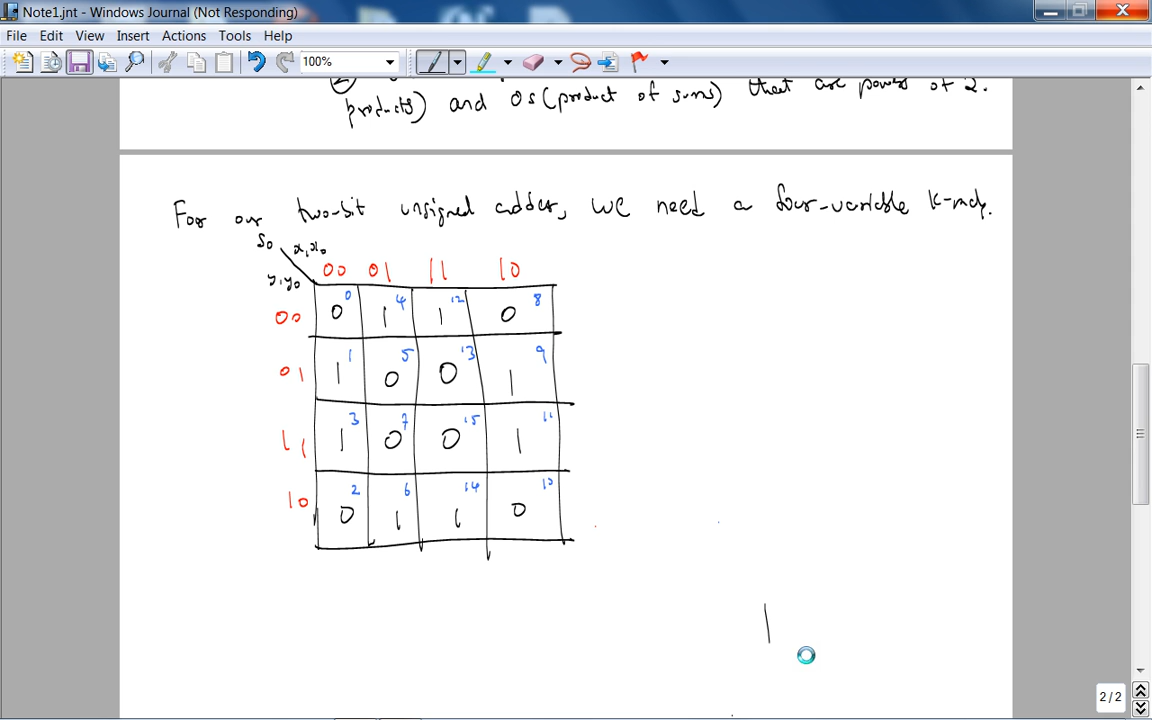 Note1.jnt - Windows Journal (Not Responding)
File Edit View Insert Actions Tools Help
100%
products) and 0s (product of sums) that are power of 2.
For our two-bit unsigned adder, we need a four-variable K-map.
S0 x1x0
y1y0 00 01 11 10
00 0 0 1 4 1 12 0 8
01 1 1 0 5 0 13 1 9
11 1 3 0 7 0 15 1 11
10 0 2 1 6 1 14 0 10
2 / 2